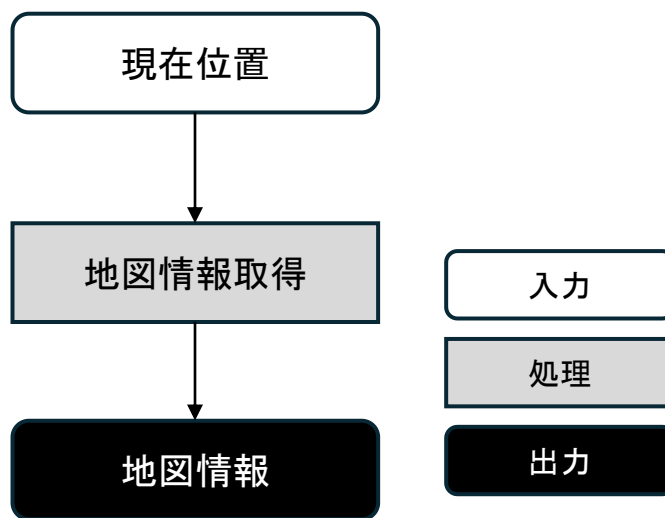 現在位置
地図情報取得
地図情報
入力
処理
出力